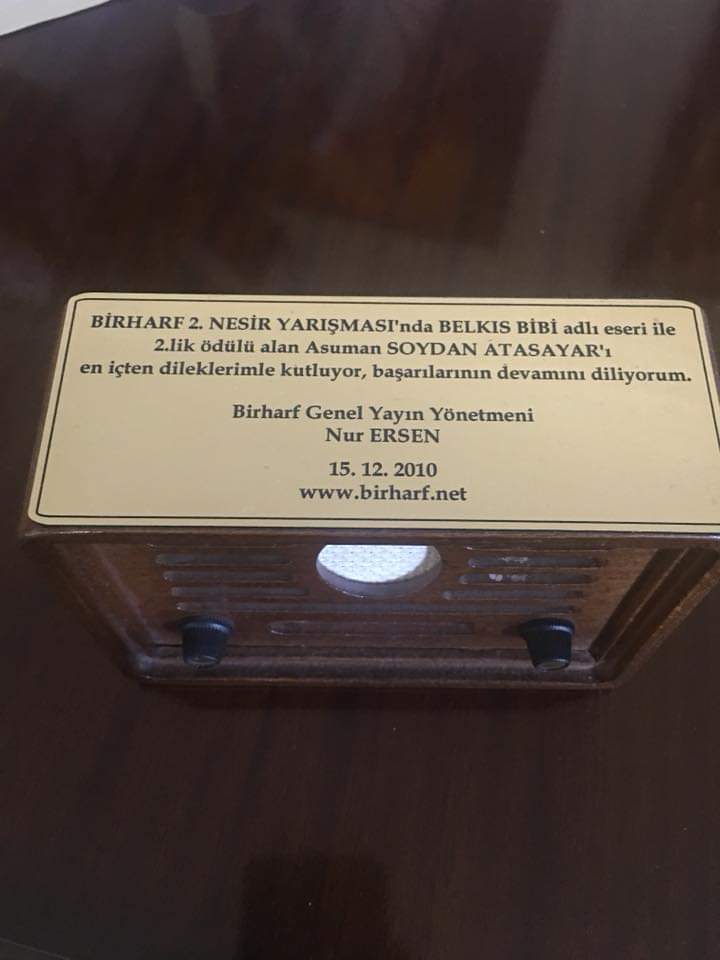 BİRHARF 2. NESİR YARIŞMASI'nda BELKIS BİBİ adlı eseri ile
2.lik ödülü alan Asuman SOYDAN ATASAYAR'ı
en içten dileklerimle kutluyor, başarılarının devamını diliyorum.
Birharf Genel Yayın Yönetmeni
Nur ERSEN
15. 12. 2010
www.birharf.net